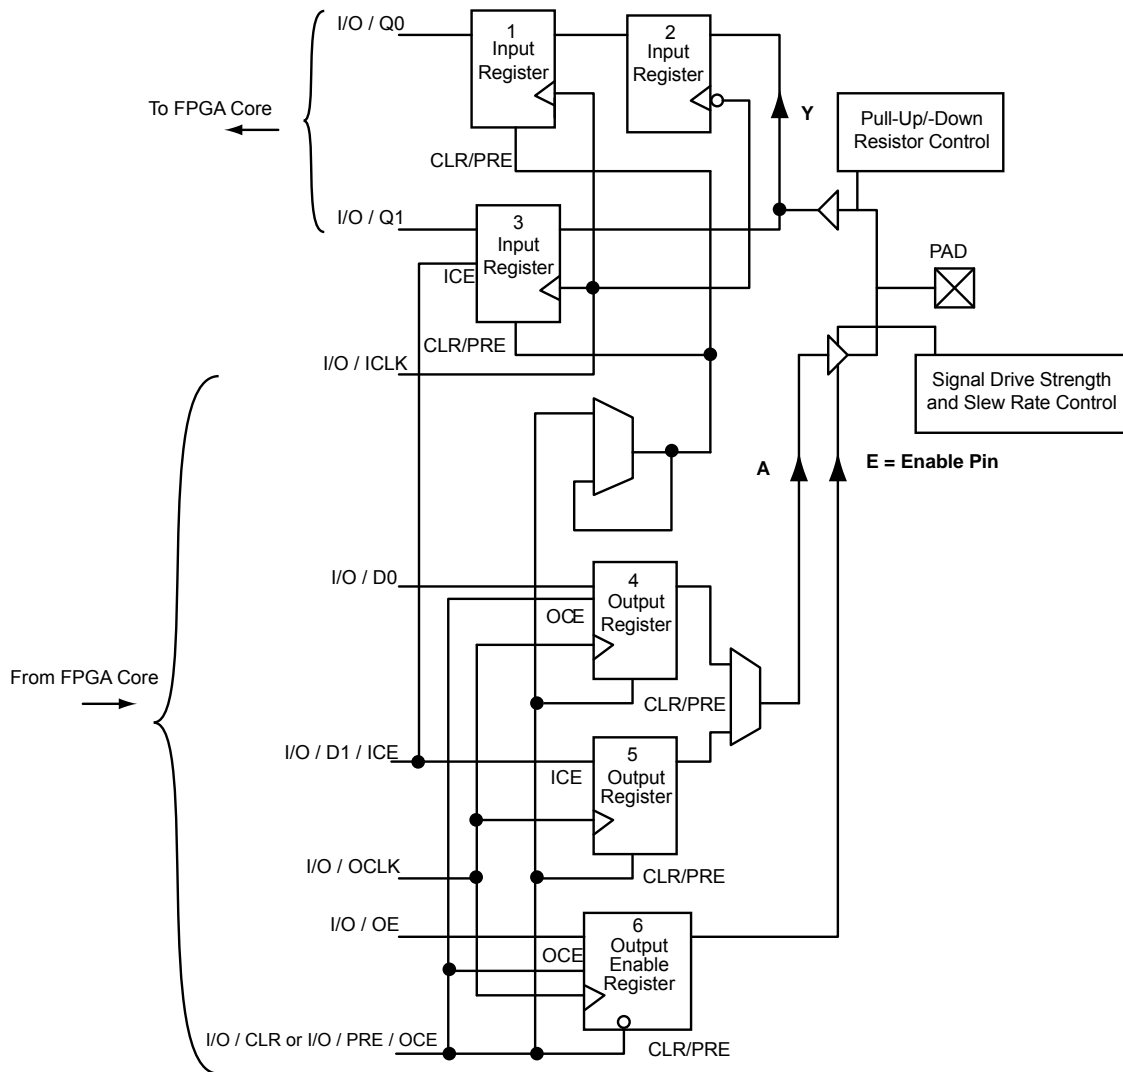 I/O / Q0
1
Input
Register
2
Input
Register
To FPGA Core
Y
Pull-Up/-Down
Resistor Control
CLR/PRE
I/O / Q1
3
Input
Register
ICE
PAD
CLR/PRE
I/O / ICLK
Signal Drive Strength
and Slew Rate Control
A
E = Enable Pin
I/O / D0
4
Output
Register
OCE
From FPGA Core
CLR/PRE
I/O / D1 / ICE
5
Output
Register
ICE
I/O / OCLK
CLR/PRE
I/O / OE
6
Output
Enable
Register
OCE
I/O / CLR or I/O / PRE / OCE
CLR/PRE